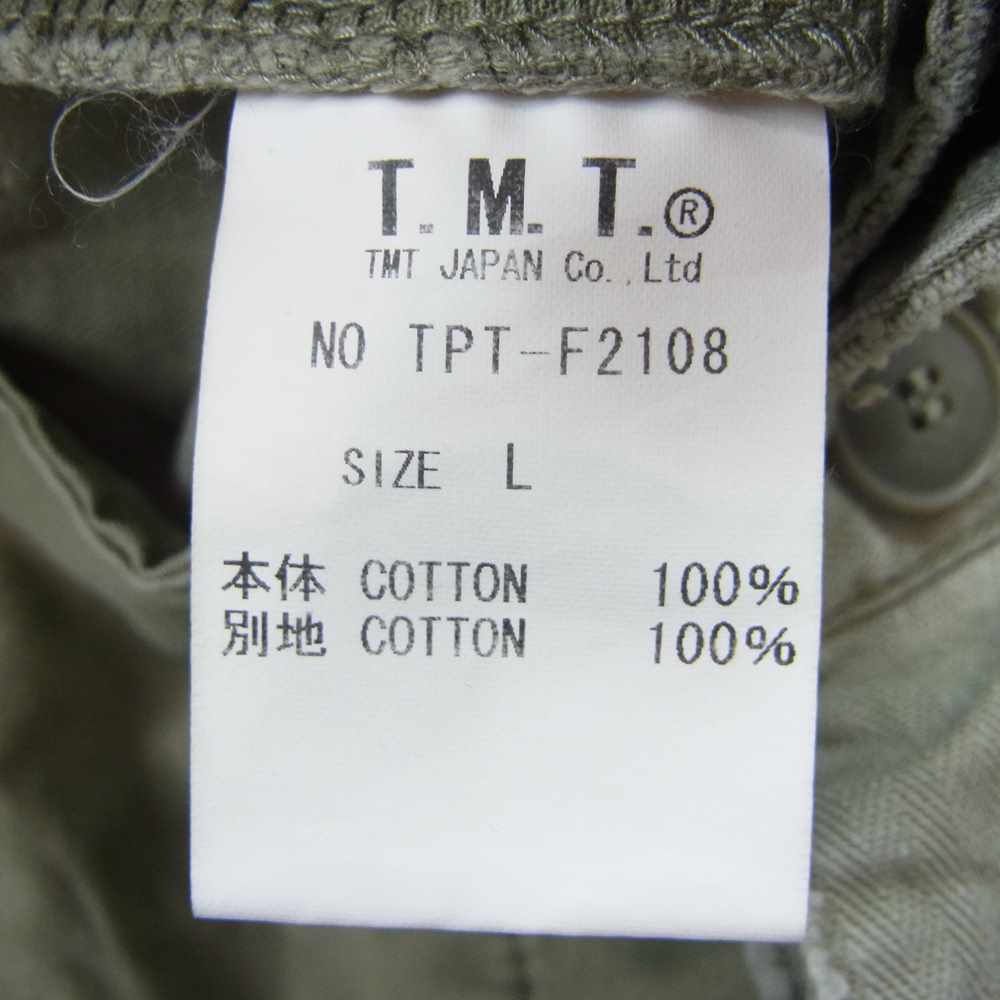 T.M.T.®
TMT JAPAN Co.,Ltd
NO TPT-F2108
SIZE L
本体 COTTON 100%
別地 COTTON 100%